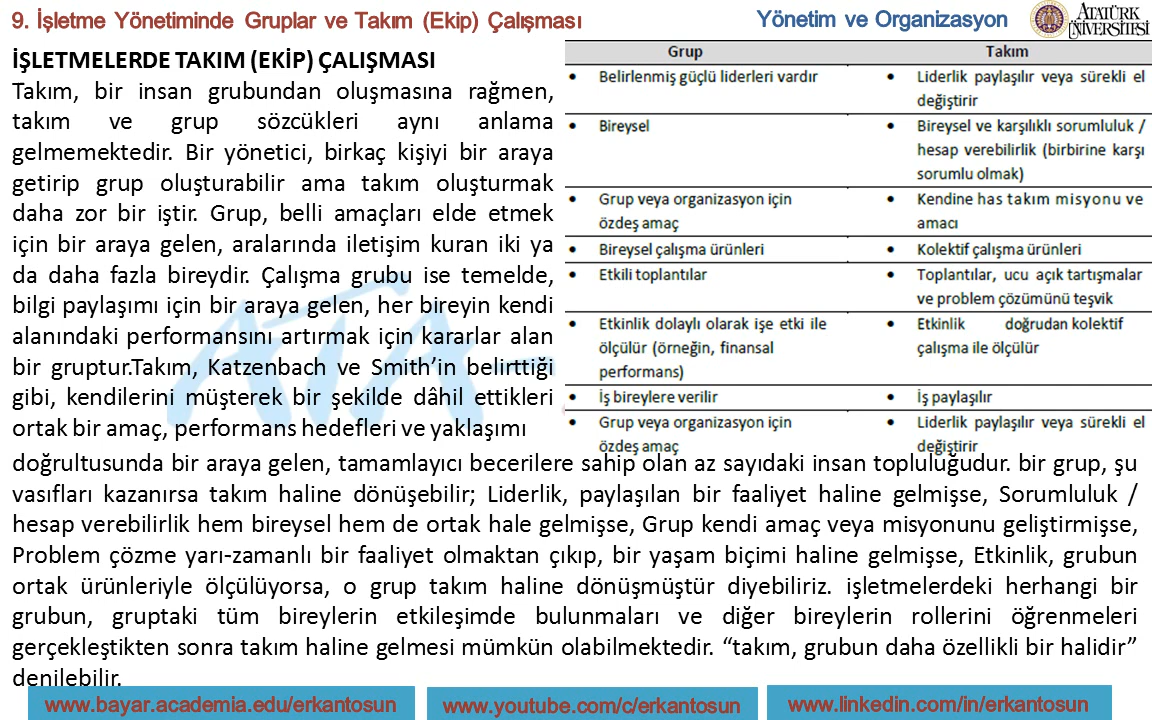 9. İşletme Yönetiminde Gruplar ve Takım (Ekip) Çalışması
Yönetim ve Organizasyon
ATATÜRK
ÜNİVERSİTESİ
İŞLETMELERDE TAKIM (EKİP) ÇALIŞMASI
Takım, bir insan grubundan oluşmasına rağmen,
takım ve grup sözcükleri aynı anlama
gelmemektedir. Bir yönetici, birkaç kişiyi bir araya
getirip grup oluşturabilir ama takım oluşturmak
daha zor bir iştir. Grup, belli amaçları elde etmek
için bir araya gelen, aralarında iletişim kuran iki ya
da daha fazla bireydir. Çalışma grubu ise temelde,
bilgi paylaşımı için bir araya gelen, her bireyin kendi
alanındaki performansını artırmak için kararlar alan
bir gruptur.Takım, Katzenbach ve Smith’in belirttiği
gibi, kendilerini müşterek bir şekilde dâhil ettikleri
ortak bir amaç, performans hedefleri ve yaklaşımı
Grup Takım
• Belirlenmiş güçlü liderleri vardır • Liderlik paylaşılır veya sürekli el
değiştirir
• Bireysel • Bireysel ve karşılıklı sorumluluk /
hesap verebilirlik (birbirine karşı
sorumlu olmak)
• Grup veya organizasyon için • Kendine has takım misyonu ve
özdeş amaç amacı
• Bireysel çalışma ürünleri • Kolektif çalışma ürünleri
• Etkili toplantılar • Toplantılar, ucu açık tartışmalar
ve problem çözümünü teşvik
• Etkinlik dolaylı olarak işe etki ile • Etkinlik doğrudan kolektif
ölçülür (örneğin, finansal çalışma ile ölçülür
performans)
• İş bireylere verilir • İş paylaşılır
• Grup veya organizasyon için • Liderlik paylaşılır veya sürekli el
özdeş amaç değiştirir
doğrultusunda bir araya gelen, tamamlayıcı becerilere sahip olan az sayıdaki insan topluluğudur. bir grup, şu
vasıfları kazanırsa takım haline dönüşebilir; Liderlik, paylaşılan bir faaliyet haline gelmişse, Sorumluluk /
hesap verebilirlik hem bireysel hem de ortak hale gelmişse, Grup kendi amaç veya misyonunu geliştirmişse,
Problem çözme yarı-zamanlı bir faaliyet olmaktan çıkıp, bir yaşam biçimi haline gelmişse, Etkinlik, grubun
ortak ürünleriyle ölçülüyorsa, o grup takım haline dönüşmüştür diyebiliriz. işletmelerdeki herhangi bir
grubun, gruptaki tüm bireylerin etkileşimde bulunmaları ve diğer bireylerin rollerini öğrenmeleri
gerçekleştikten sonra takım haline gelmesi mümkün olabilmektedir. “takım, grubun daha özellikli bir halidir”
denilebilir.
www.bayar.academia.edu/erkantosun
www.youtube.com/c/erkantosun
www.linkedin.com/in/erkantosun
ATA-